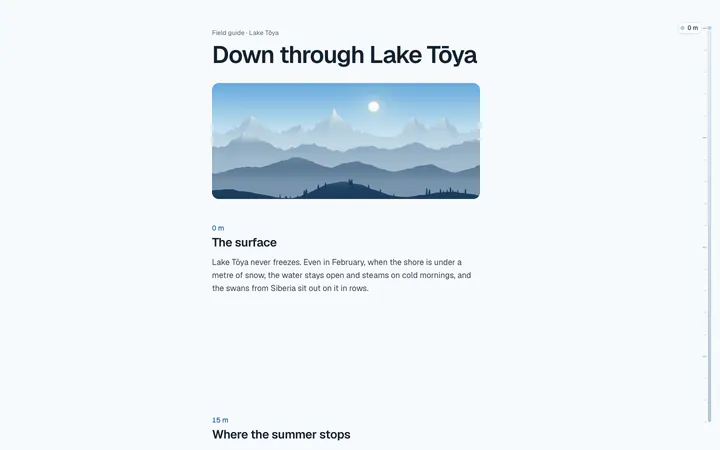 Field guide · Lake Tōya
0 m
Down through Lake Tōya
0 m
The surface
Lake Tōya never freezes. Even in February, when the shore is under a
metre of snow, the water stays open and steams on cold mornings, and
the swans from Siberia sit out on it in rows.
15 m
Where the summer stops